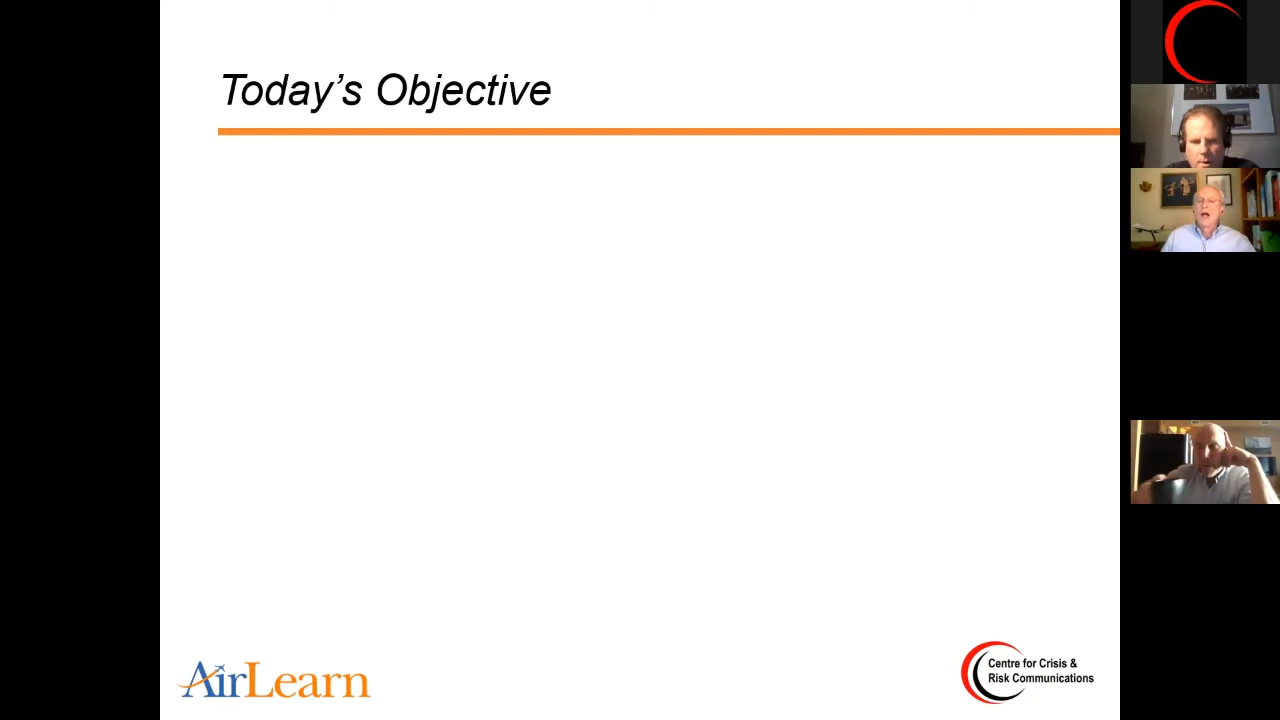 Today's Objective
AirLearn
Centre for Crisis &
Risk Communications